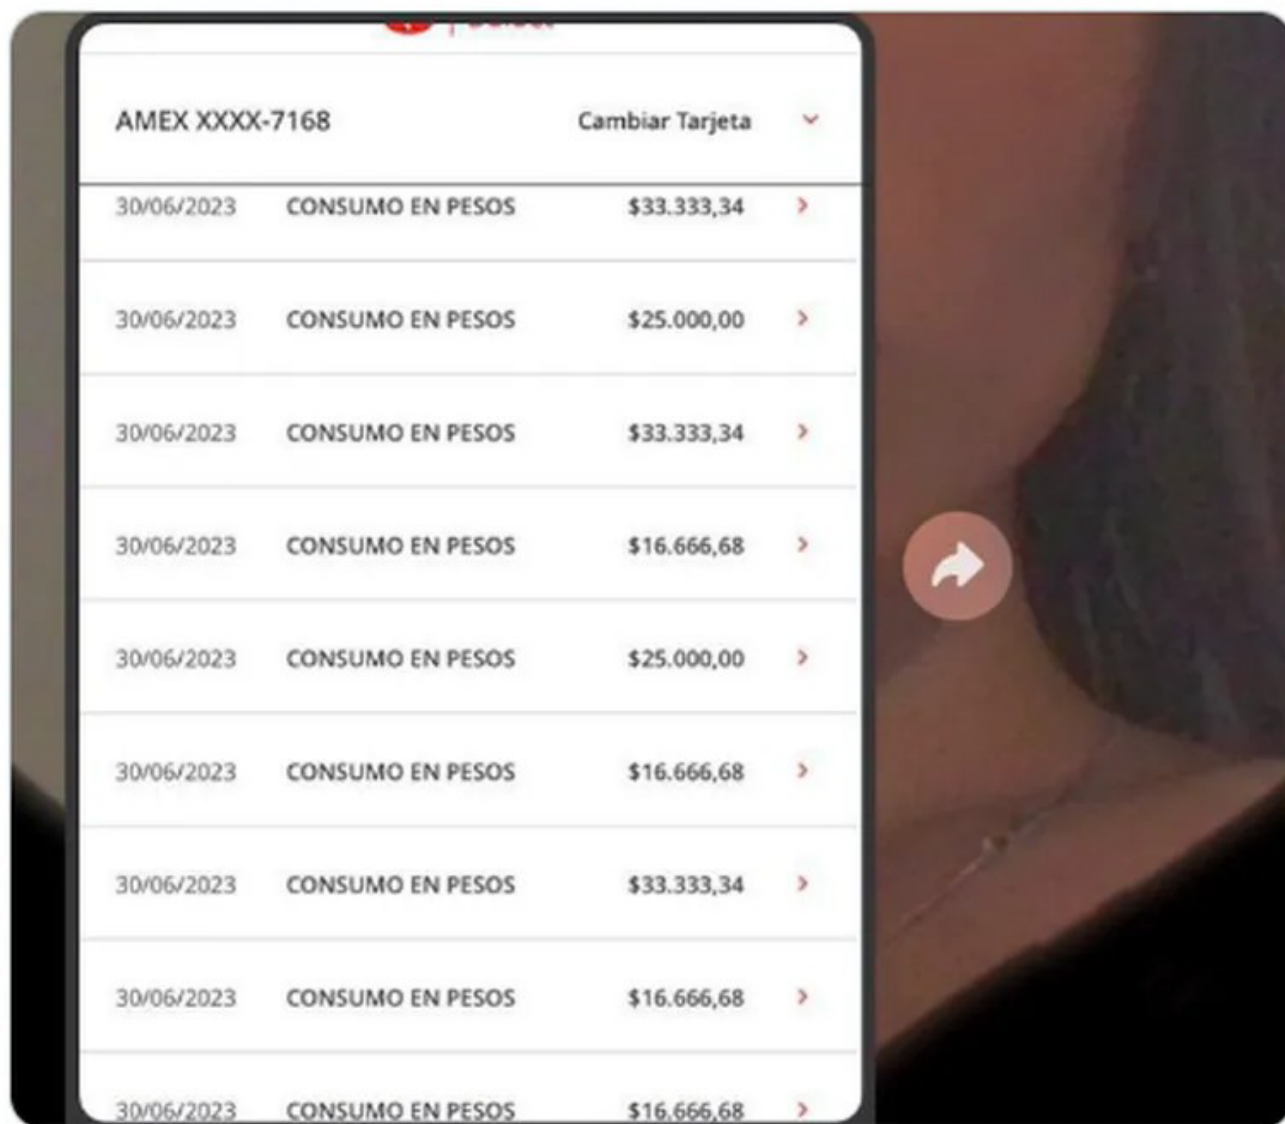 AMEX XXXX-7168 Cambiar Tarjeta
30/06/2023 CONSUMO EN PESOS $33.333,34
30/06/2023 CONSUMO EN PESOS $25.000,00
30/06/2023 CONSUMO EN PESOS $33.333,34
30/06/2023 CONSUMO EN PESOS $16.666,68
30/06/2023 CONSUMO EN PESOS $25.000,00
30/06/2023 CONSUMO EN PESOS $16.666,68
30/06/2023 CONSUMO EN PESOS $33.333,34
30/06/2023 CONSUMO EN PESOS $16.666,68
30/06/2023 CONSUMO EN PESOS $16.666,68